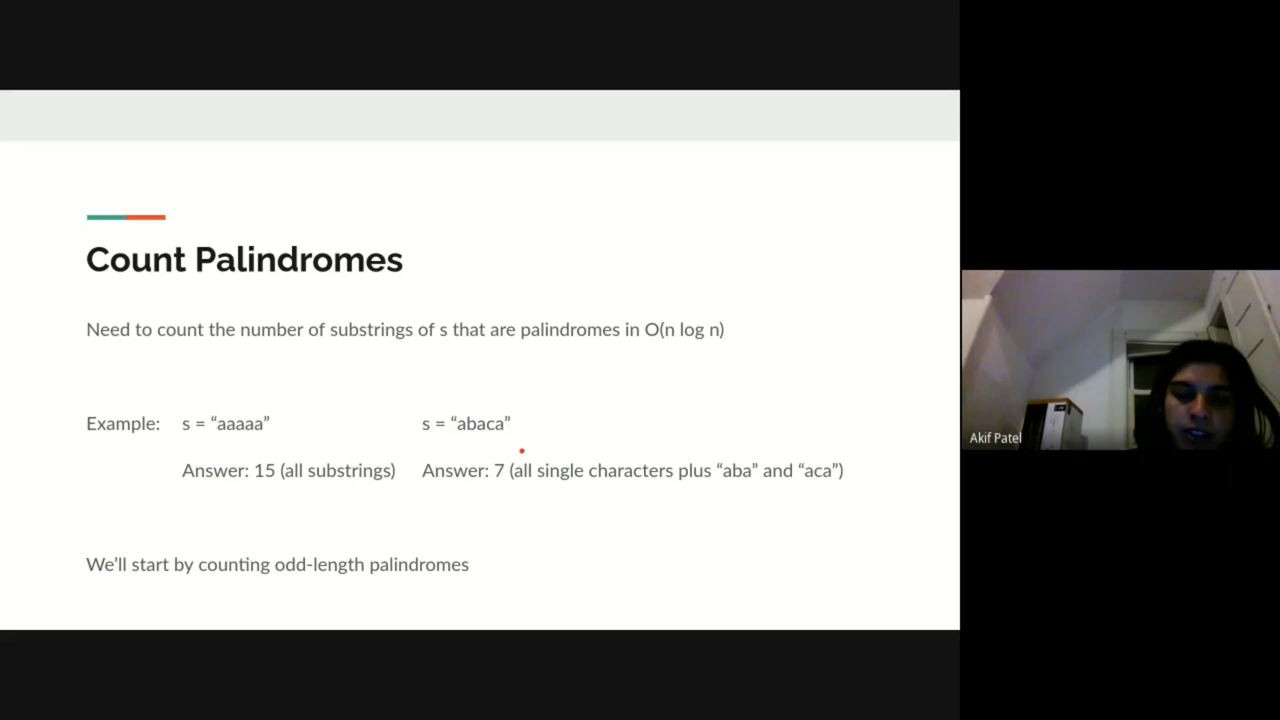 Count Palindromes
Need to count the number of substrings of s that are palindromes in O(n log n)
Example: s = “aaaaa” s = “abaca”
Answer: 15 (all substrings) Answer: 7 (all single characters plus “aba” and “aca”)
We’ll start by counting odd-length palindromes
Akif Patel